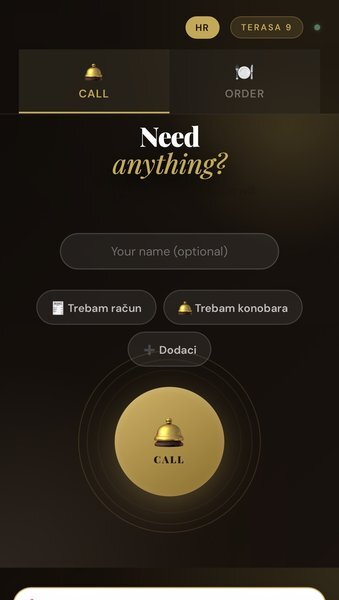 HR
TERASA 9
CALL
ORDER
Need
anything?
Your name (optional)
Trebam račun
Trebam konobara
Dodaci
CALL